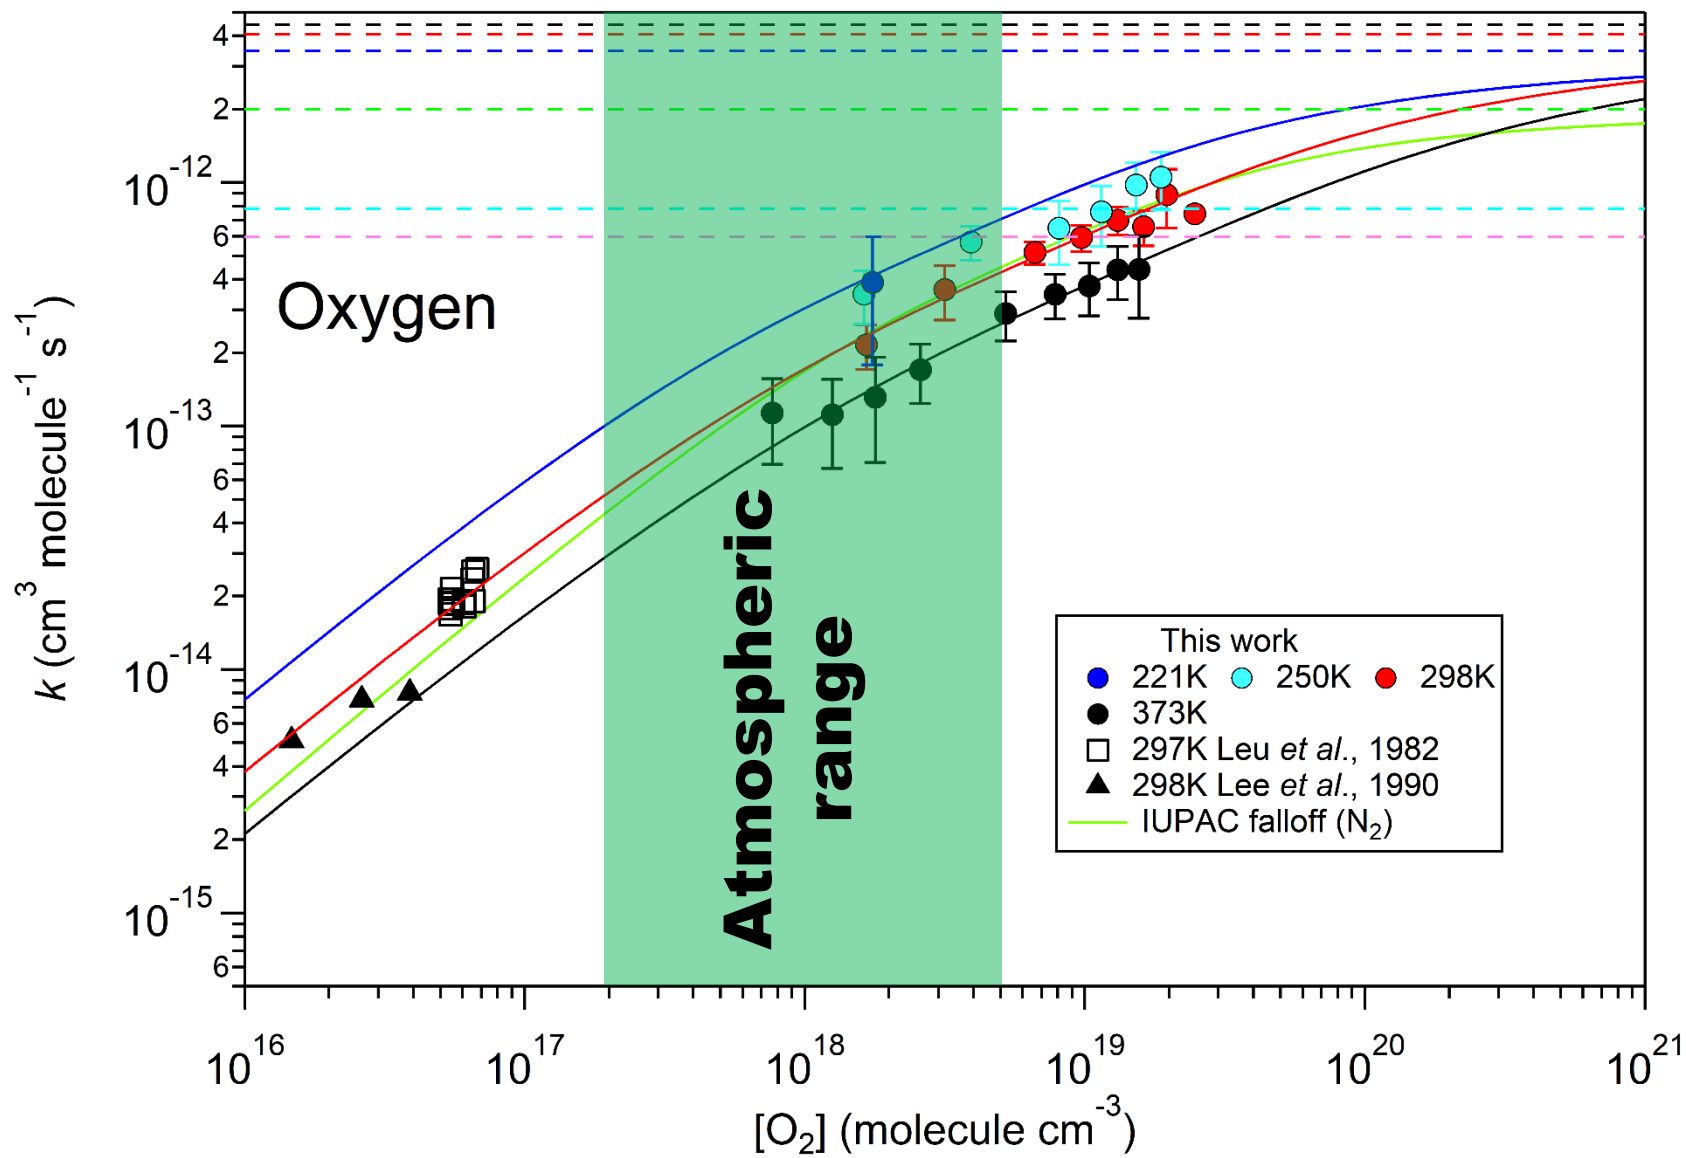 4
2
10-12
6
4
2
10-13
6
4
2
10-14
6
4
2
10-15
6
k (cm3 molecule-1 s-1)
Oxygen
Atmospheric
range
This work
221K 250K 298K
373K
297K Leu et al., 1982
298K Lee et al., 1990
IUPAC falloff (N2)
1016 1017 1018 1019 1020 1021
[O2] (molecule cm-3)